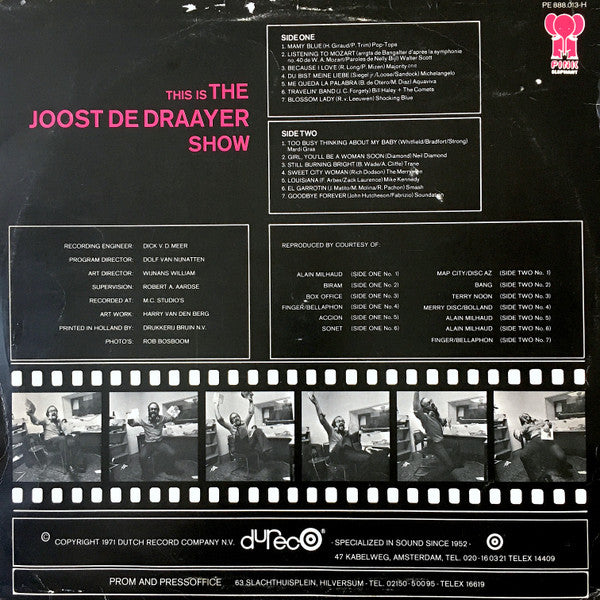 PE 888.013-H
PINK
ELEPHANT
THIS IS THE
JOOST DE DRAAYER
SHOW
SIDE ONE
1. MAMY BLUE (H. Giraud/P. Trim) Pop-Tops
2. LISTENING TO MOZART (arrgts de Bangalter d'après la symphonie
no. 40 de W. A. Mozart/Paroles de Nelly Bijl) Walter Scott
3. BECAUSE I LOVE (R. Long/P. Mizen) Majority one
4. DU BIST MEINE LIEBE (Siegel jr./Loose/Sandock) Michelangelo
5. ME QUEDA LA PALABRA (B. de Otero/M. Diaz) Aquaviva
6. TRAVELIN' BAND (J. C. Forgety) Bill Haley + The Comets
7. BLOSSOM LADY (R. v. Leeuwen) Shocking Blue
SIDE TWO
1. TOO BUSY THINKING ABOUT MY BABY (Whitfield/Bradfort/Strong)
Mardi Gras
2. GIRL, YOU'LL BE A WOMAN SOON (Diamond) Neil Diamond
3. STILL BURNING BRIGHT (B. Wade/A. Cliffe) Trane
4. SWEET CITY WOMAN (Rich Dodson) The
5. LOUISIANA (F. Arbex/Zack Laurence) Mike Kennedy
6. EL GARROTIN (J. Matito/M. Molina/R. Pachon) Smash
7. GOODBYE FOREVER (John Hutcheson/Fabrizio) Soundation
RECORDING ENGINEER: DICK V. D. MEER
PROGRAM DIRECTOR: DOLF VAN NIJNATTEN
ART DIRECTOR: WIJNANS WILLIAM
SUPERVISION: ROBERT A. AARDSE
RECORDED AT: M.C. STUDIO'S
ART WORK: HARRY VAN DEN BERG
PRINTED IN HOLLAND BY: DRUKKERIJ BRUIN N.V.
PHOTO'S: ROB BOSBOOM
REPRODUCED BY COURTESY OF:
ALAIN MILHAUD (SIDE ONE No. 1)
BIRAM (SIDE ONE No. 2)
BOX OFFICE (SIDE ONE No. 3)
FINGER/BELLAPHON (SIDE ONE No. 4)
ACCION (SIDE ONE No. 5)
SONET (SIDE ONE No. 6)
MAP CITY/DISC AZ (SIDE TWO No. 1)
BANG (SIDE TWO No. 2)
TERRY NOON (SIDE TWO No. 3)
MERRY DISC/BOLLAND (SIDE TWO No. 4)
ALAIN MILHAUD (SIDE TWO No. 5)
ALAIN MILHAUD (SIDE TWO No. 6)
FINGER/BELLAPHON (SIDE TWO No. 7)
© COPYRIGHT 1971 DUTCH RECORD COMPANY N.V. dureco® - SPECIALIZED IN SOUND SINCE 1952 -
47 KABELWEG, AMSTERDAM, TEL. 020-160321 TELEX 14409
PROM AND PRESSOFFICE 63, SLACHTHUISPLEIN, HILVERSUM - TEL. 02150-50095 - TELEX 16619